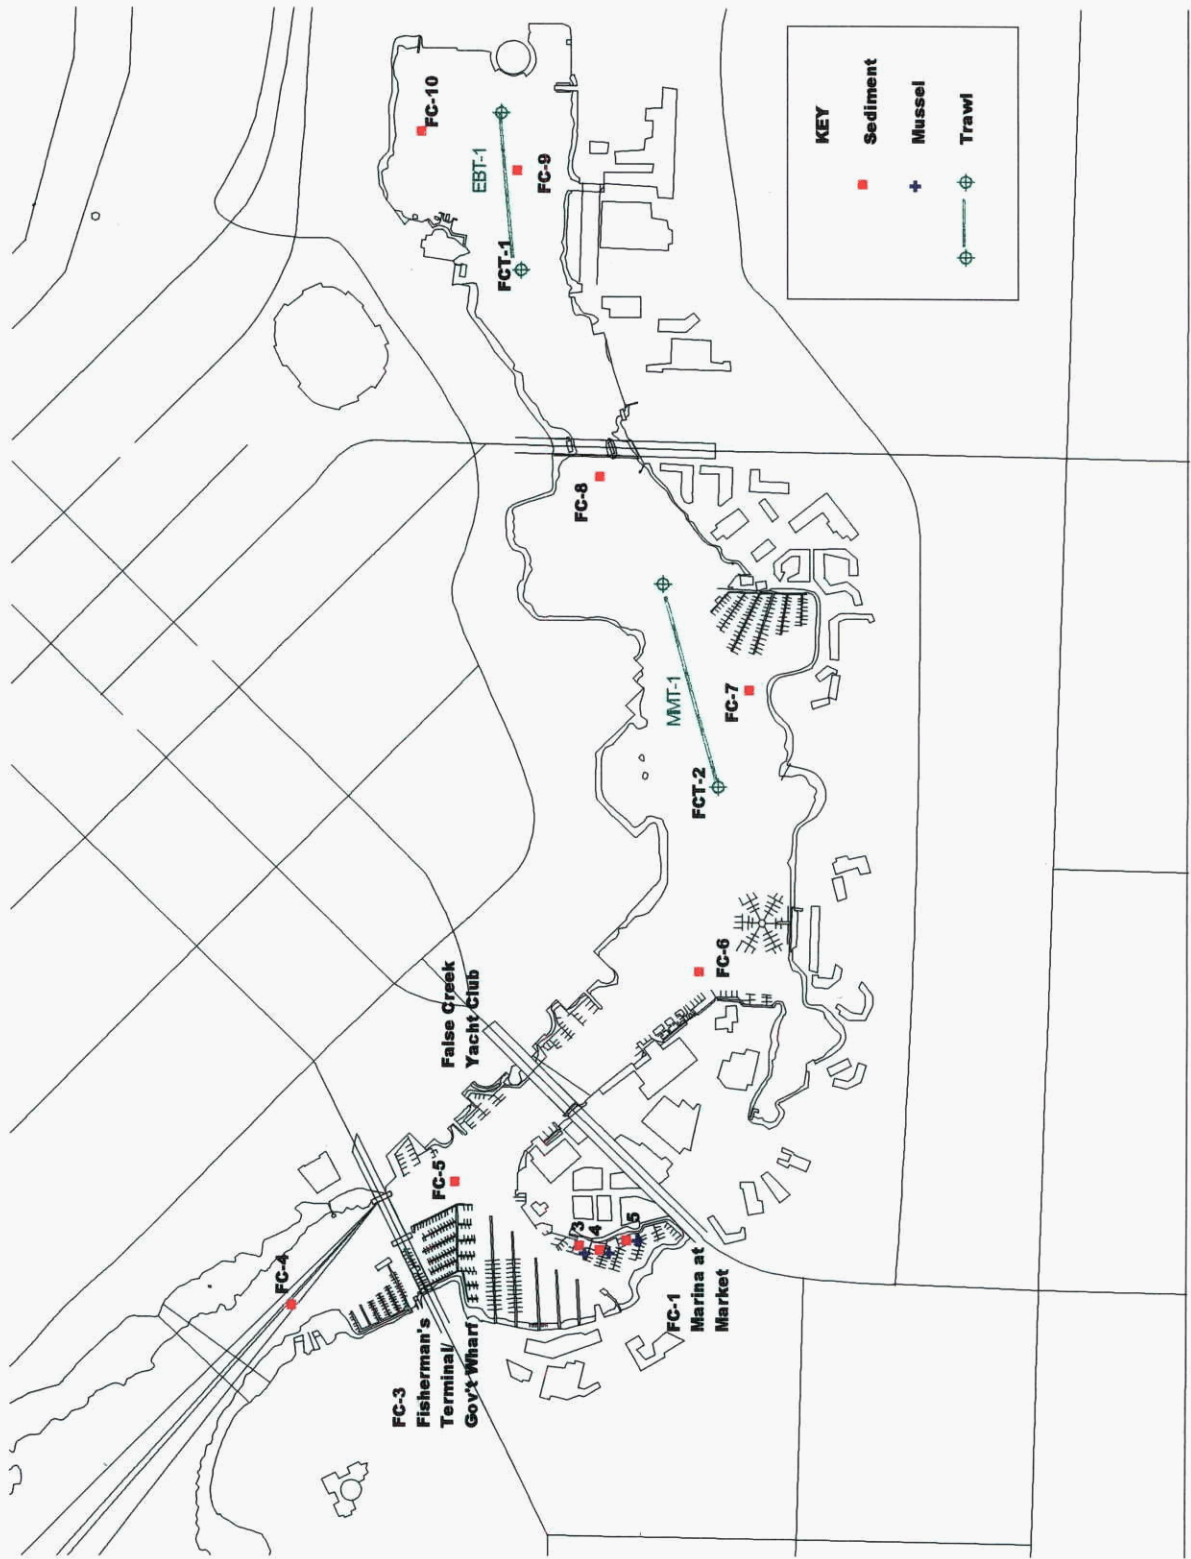 FC-10
EBT-1
FC-9
FCT-1
KEY
Sediment
Mussel
Trawl
FC-8
MMT-1
FC-7
FCT-2
FC-6
False Creek
Yacht Club
FC-5
FC-4
3
4
5
FC-1
Marina at
Market
FC-3
Fisherman's
Terminal/
Gov't Wharf